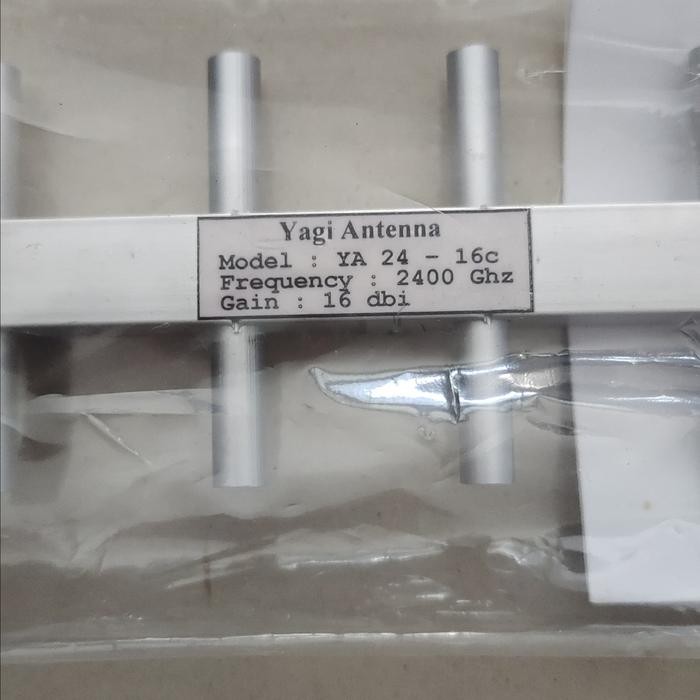 Yagi Antenna
Model : YA 24 - 16c
Frequency : 2400 Ghz
Gain : 16 dbi